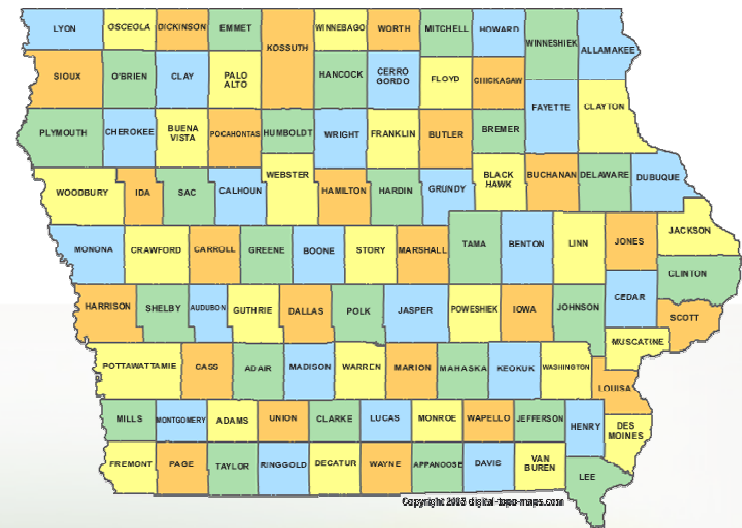 LYON
OSCEOLA
DICKINSON
EMMET
KOSSUTH
WINNEBAGO
WORTH
MITCHELL
HOWARD
WINNESHIEK
ALLAMAKEE
SIOUX
O'BRIEN
CLAY
PALO
ALTO
HANCOCK
CERRO
GORDO
FLOYD
CHICKASAW
FAYETTE
CLAYTON
PLYMOUTH
CHEROKEE
BUENA
VISTA
POCAHONTAS
HUMBOLDT
WRIGHT
FRANKLIN
BUTLER
BREMER
WOODBURY
IDA
SAC
CALHOUN
WEBSTER
HAMILTON
HARDIN
GRUNDY
BLACK
HAWK
BUCHANAN
DELAWARE
DUBUQUE
MONONA
CRAWFORD
CARROLL
GREENE
BOONE
STORY
MARSHALL
TAMA
BENTON
LINN
JONES
JACKSON
CLINTON
HARRISON
SHELBY
AUDUBON
GUTHRIE
DALLAS
POLK
JASPER
POWESHIEK
IOWA
JOHNSON
CEDAR
SCOTT
MUSCATINE
POTTAWATTAMIE
CASS
ADAIR
MADISON
WARREN
MARION
MAHASKA
KEOKUK
WASHINGTON
LOUISA
MILLS
MONTGOMERY
ADAMS
UNION
CLARKE
LUCAS
MONROE
WAPELLO
JEFFERSON
HENRY
DES
MOINES
FREMONT
PAGE
TAYLOR
RINGGOLD
DECATUR
WAYNE
APPANOOSE
DAVIS
VAN
BUREN
LEE
Copyright 2008 digital-topo-maps.com